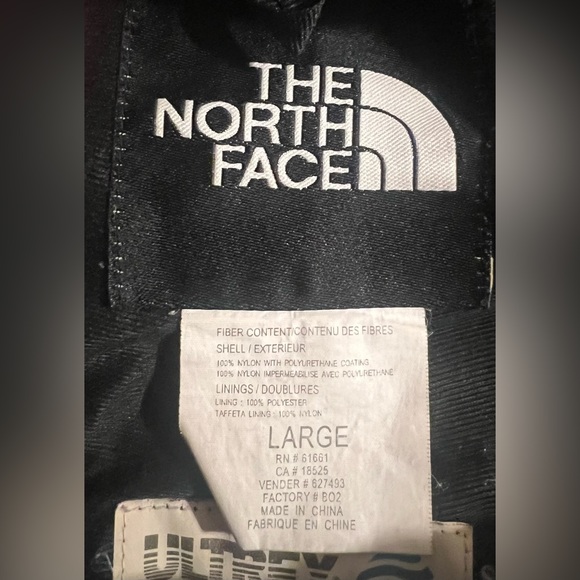 THE
NORTH
FACE
FIBER CONTENT/CONTENU DES FIBRES
SHELL / EXTERIEUR
100% NYLON WITH POLYURETHANE COATING
100% NYLON IMPERMEABILISE AVEC POLYURETHANE
LININGS / DOUBLURES
LINING : 100% POLYESTER
TAFFETA LINING : 100% NYLON
LARGE
RN # 61661
CA # 18525
VENDER # 827493
FACTORY # BO2
MADE IN CHINA
FABRIQUE EN CHINE